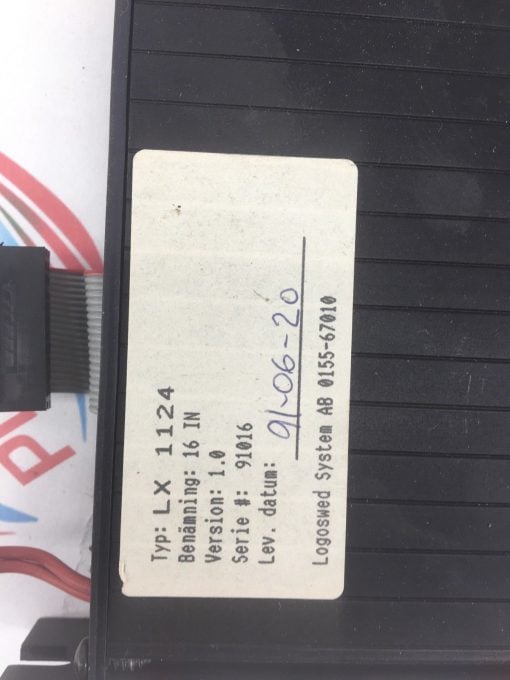 Typ: LX 1124
Benämning: 16 IN
Version: 1.0
Serie #: 91016
Lev. datum: 91-06-20
Logoswed System AB 0155-67010